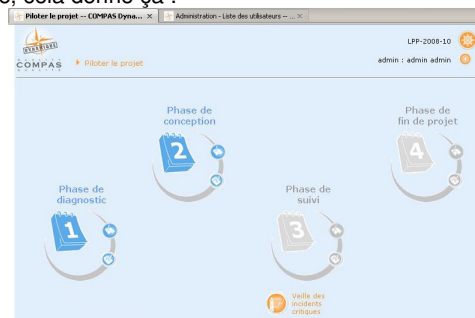 , cela donne ça :
Piloter le projet -- COMPAS Dyna... ×
Administration - Liste des utilisateurs -- ... ×
DYNAMIQUE
COMPAS
QUALITÉ
Piloter le projet
LPP-2008-10
admin : admin admin
Phase de
conception
2
Phase de
fin de projet
4
Phase de
diagnostic
1
Phase de
suivi
3
Veille des
incidents
critiques